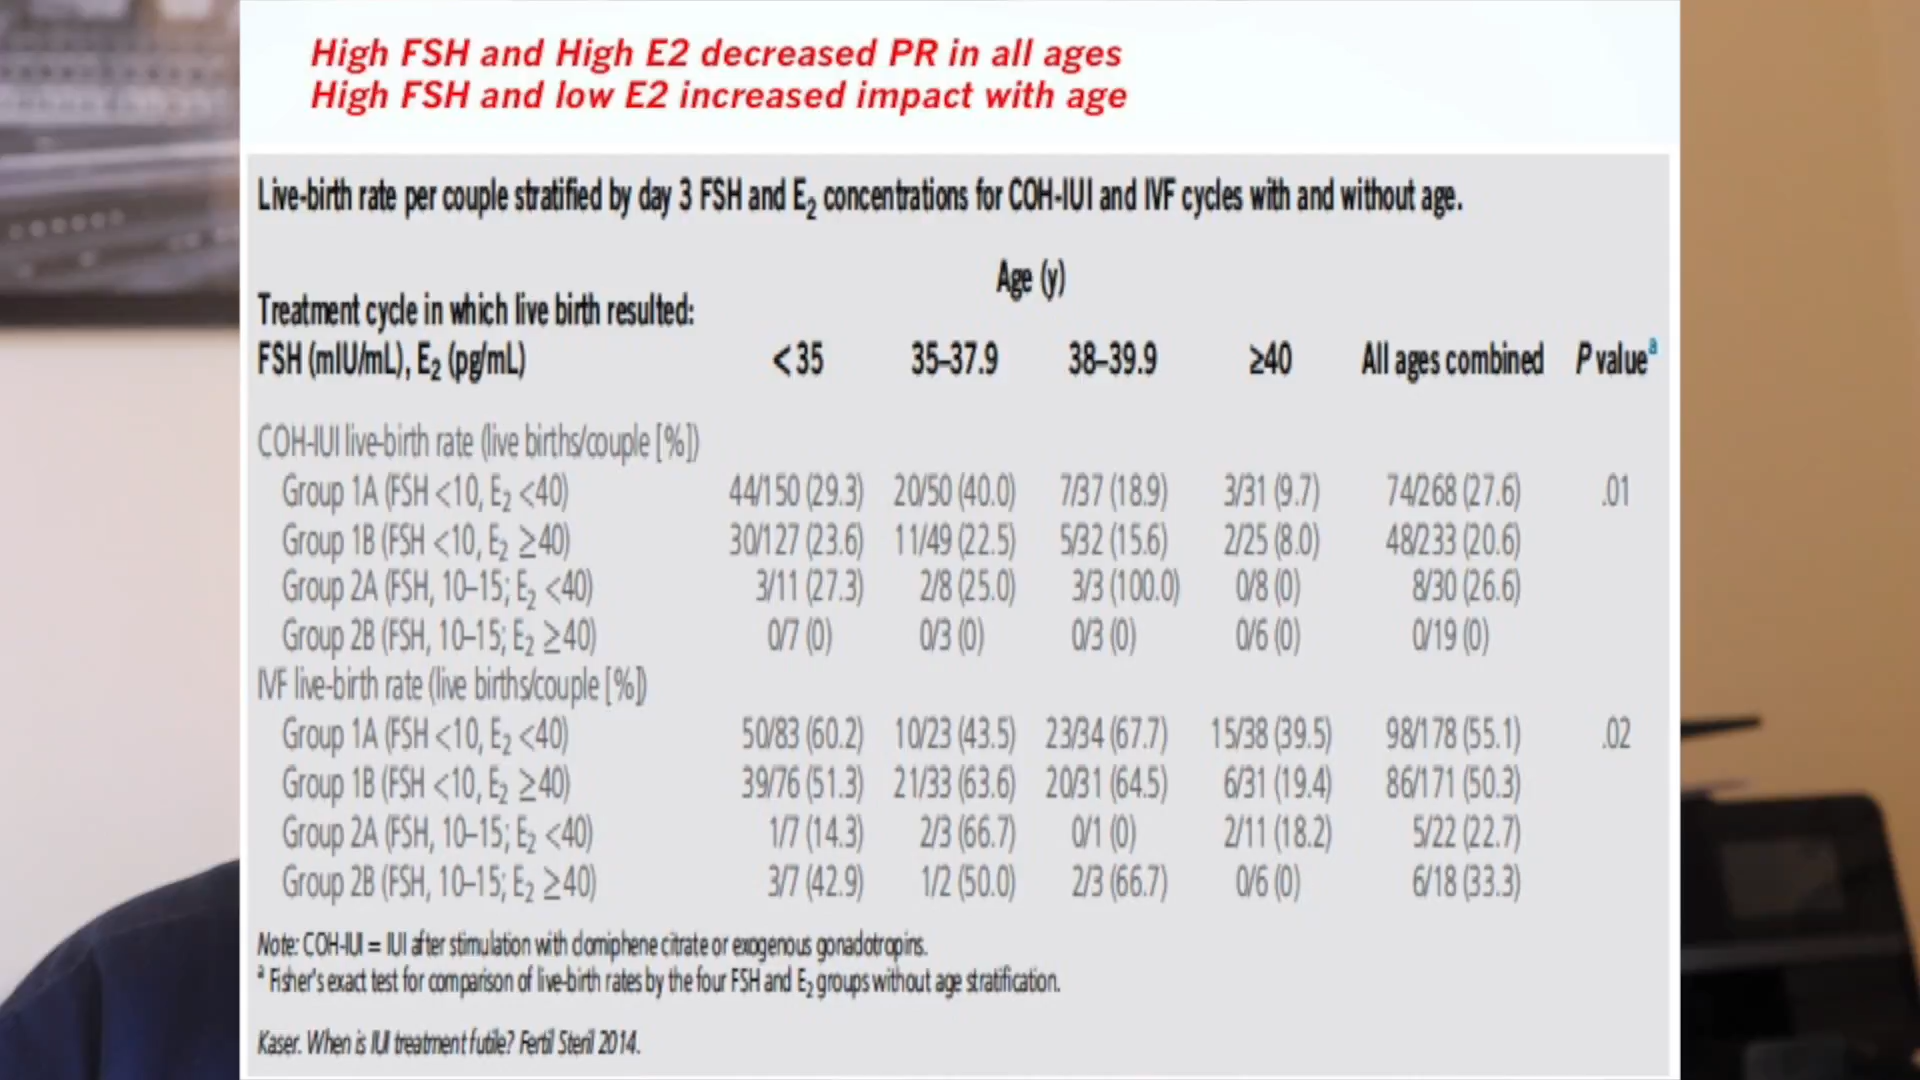 High FSH and High E2 decreased PR in all ages
High FSH and low E2 increased impact with age
Live-birth rate per couple stratified by day 3 FSH and E₂ concentrations for COH-IUI and IVF cycles with and without age.
Age (y)
Treatment cycle in which live birth resulted:
FSH (mIU/mL), E₂ (pg/mL) < 35 35–37.9 38–39.9 ≥40 All ages combined P valueᵃ
COH-IUI live-birth rate (live births/couple [%])
Group 1A (FSH <10, E₂ <40) 44/150 (29.3) 20/50 (40.0) 7/37 (18.9) 3/31 (9.7) 74/268 (27.6) .01
Group 1B (FSH <10, E₂ ≥40) 30/127 (23.6) 11/49 (22.5) 5/32 (15.6) 2/25 (8.0) 48/233 (20.6)
Group 2A (FSH, 10–15; E₂ <40) 3/11 (27.3) 2/8 (25.0) 3/3 (100.0) 0/8 (0) 8/30 (26.6)
Group 2B (FSH, 10–15; E₂ ≥40) 0/7 (0) 0/3 (0) 0/3 (0) 0/6 (0) 0/19 (0)
IVF live-birth rate (live births/couple [%])
Group 1A (FSH <10, E₂ <40) 50/83 (60.2) 10/23 (43.5) 23/34 (67.7) 15/38 (39.5) 98/178 (55.1) .02
Group 1B (FSH <10, E₂ ≥40) 39/76 (51.3) 21/33 (63.6) 20/31 (64.5) 6/31 (19.4) 86/171 (50.3)
Group 2A (FSH, 10–15; E₂ <40) 1/7 (14.3) 2/3 (66.7) 0/1 (0) 2/11 (18.2) 5/22 (22.7)
Group 2B (FSH, 10–15; E₂ ≥40) 3/7 (42.9) 1/2 (50.0) 2/3 (66.7) 0/6 (0) 6/18 (33.3)
Note: COH-IUI = IUI after stimulation with clomiphene citrate or exogenous gonadotropins.
ᵃ Fisher's exact test for comparison of live-birth rates by the four FSH and E₂ groups without age stratification.
Kaser. When is IUI treatment futile? Fertil Steril 2014.